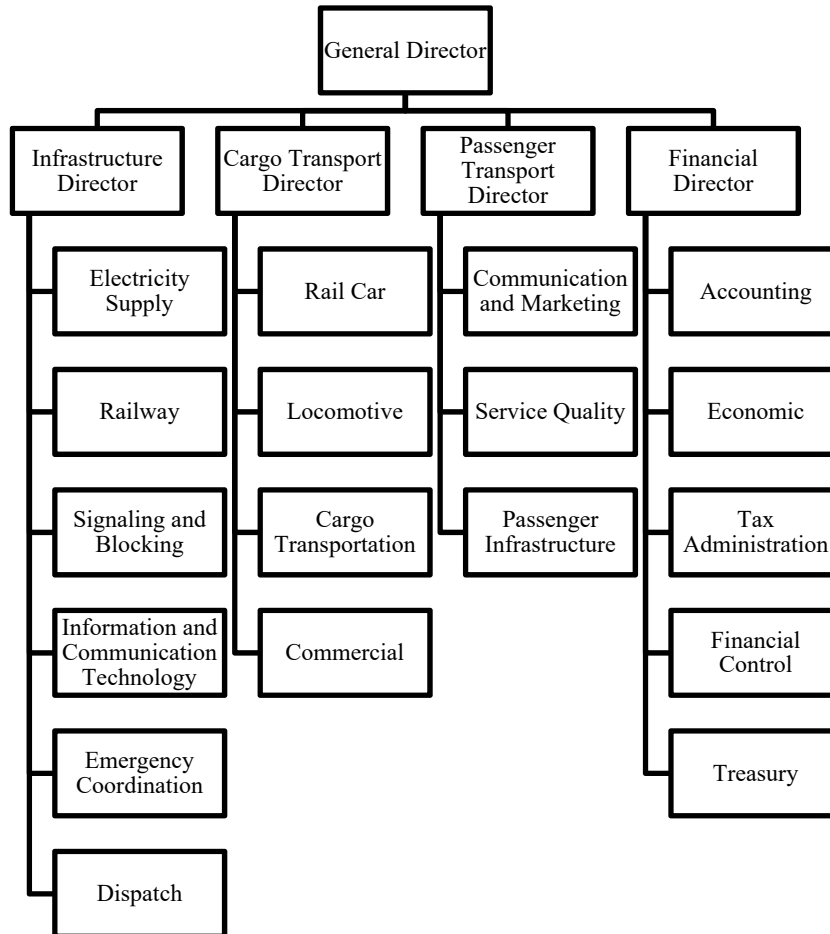 General Director
Infrastructure
Director
Cargo Transport
Director
Passenger
Transport
Director
Financial
Director
Electricity
Supply
Railway
Signaling and
Blocking
Information and
Communication
Technology
Emergency
Coordination
Dispatch
Rail Car
Locomotive
Cargo
Transportation
Commercial
Communication
and Marketing
Service Quality
Passenger
Infrastructure
Accounting
Economic
Tax
Administration
Financial
Control
Treasury